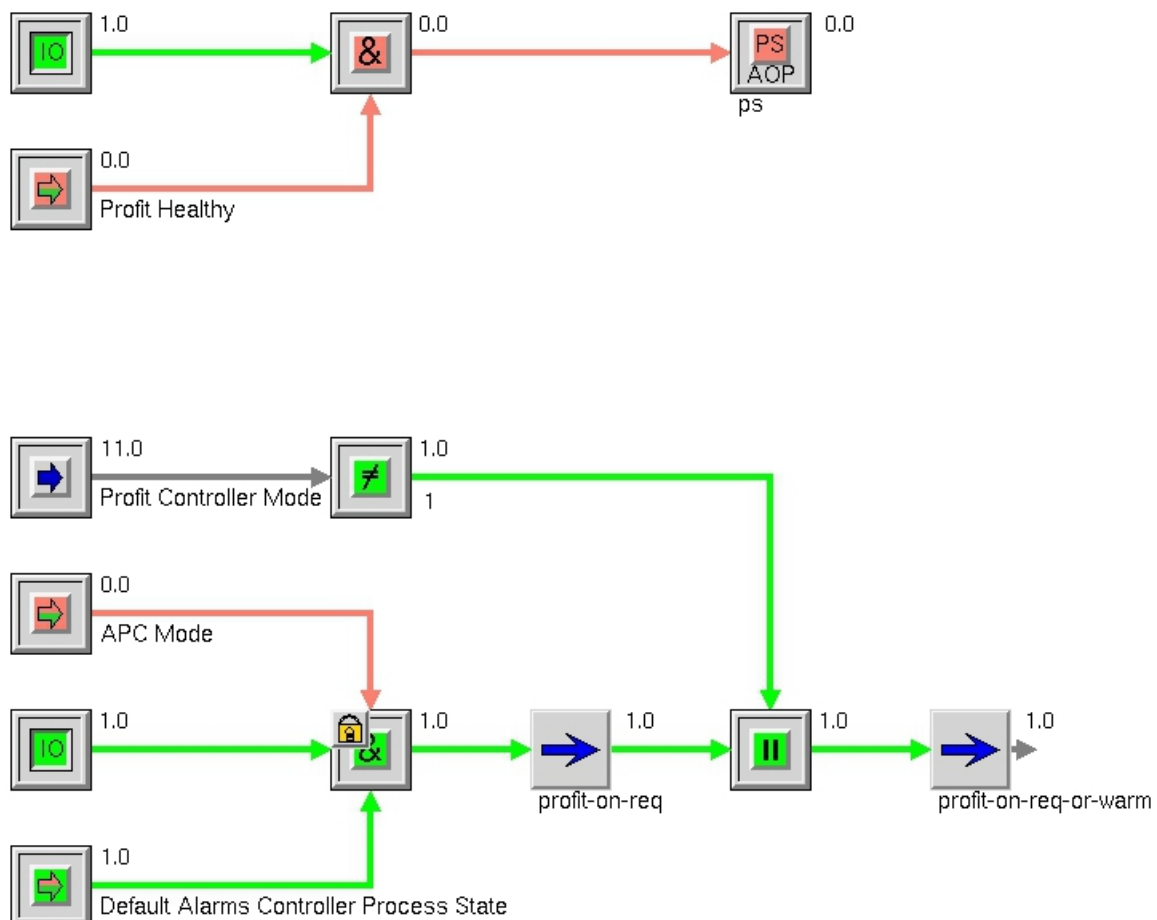 1.0
0.0
0.0
IO
&
PS
AOP
ps
0.0
Profit Healthy
11.0
1.0
≠
Profit Controller Mode
1
0.0
APC Mode
1.0
1.0
1.0
1.0
1.0
IO
&
II
profit-on-req
profit-on-req-or-warm
1.0
Default Alarms Controller Process State